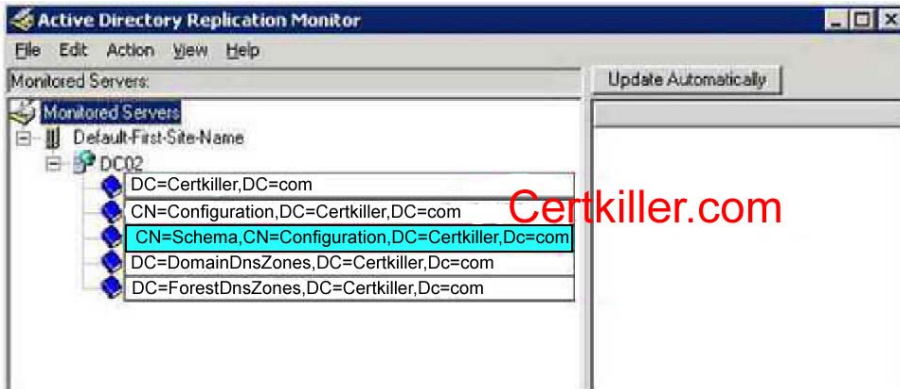 Active Directory Replication Monitor
File Edit Action View Help
Monitored Servers:
Update Automatically
Monitored Servers
Default-First-Site-Name
DC02
DC=Certkiller,DC=com
CN=Configuration,DC=Certkiller,DC=com
Certkiller.com
CN=Schema,CN=Configuration,DC=Certkiller,Dc=com
DC=DomainDnsZones,DC=Certkiller,Dc=com
DC=ForestDnsZones,DC=Certkiller,Dc=com